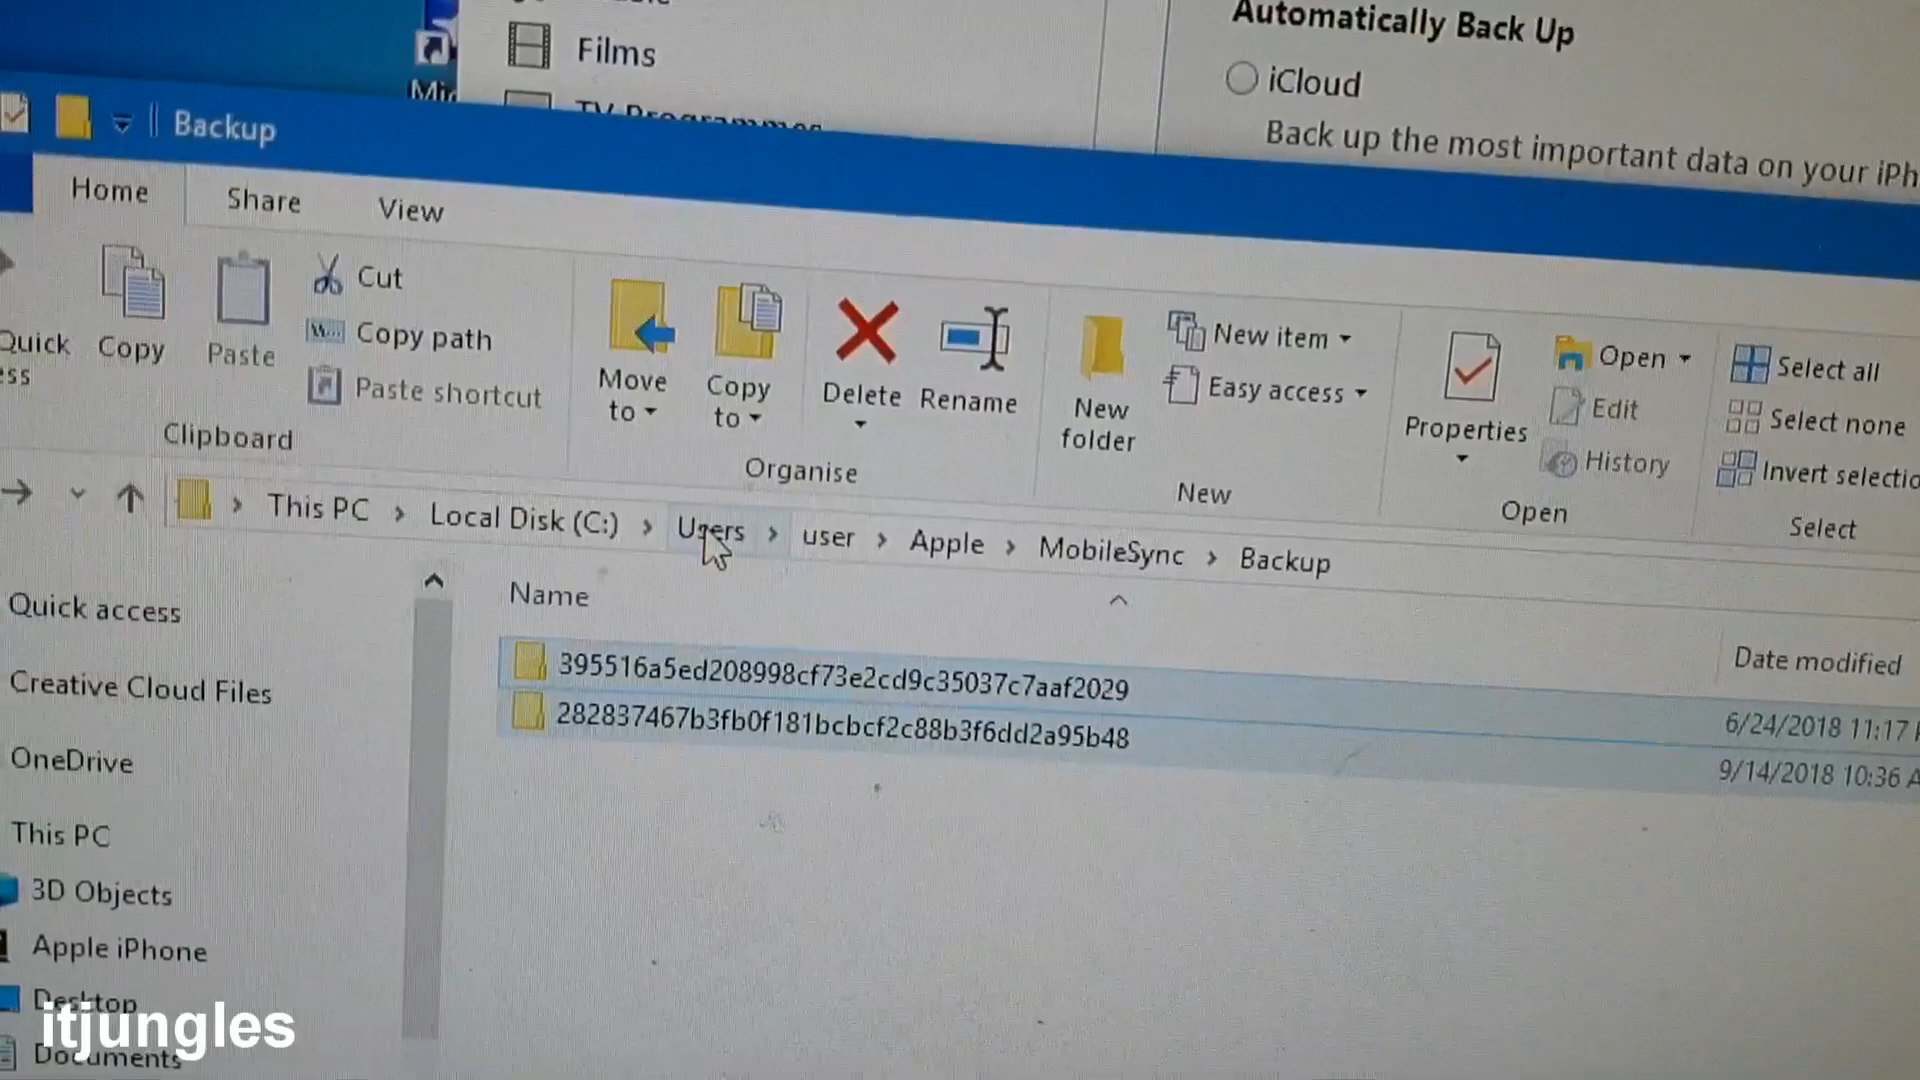 Films
Automatically Back Up
iCloud
Back up the most important data on your
Backup
Home Share View
Copy
Paste
Cut
Copy path
Paste shortcut
Clipboard
Move to
Copy to
Delete
Rename
Organise
New folder
New item
Easy access
New
Properties
Open
Edit
History
Open
Select all
Select none
Invert
Select
This PC > Local Disk (C:) > Users > user > Apple > MobileSync > Backup
Quick access
Creative Cloud Files
OneDrive
This PC
3D Objects
Apple iPhone
Desktop
Documents
Name
Date modified
395516a5ed208998cf73e2cd9c35037c7aaf2029
6/24/2018 11:17
282837467b3fb0f181bcbcf2c88b3f6dd2a95b48
9/14/2018 10:36
itjungles